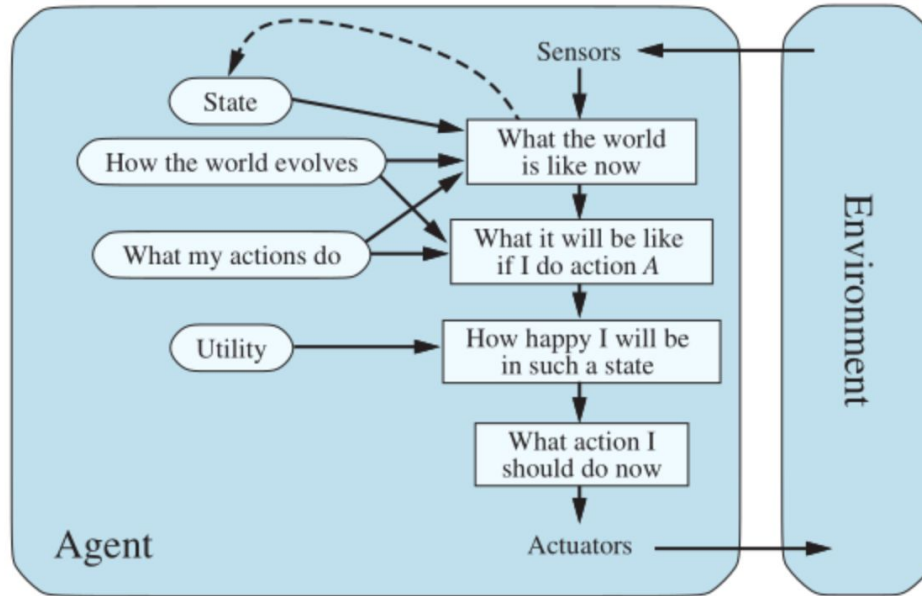 Sensors
State
What the world
is like now
How the world evolves
What it will be like
if I do action A
What my actions do
How happy I will be
in such a state
Utility
What action I
should do now
Agent
Actuators
Environment